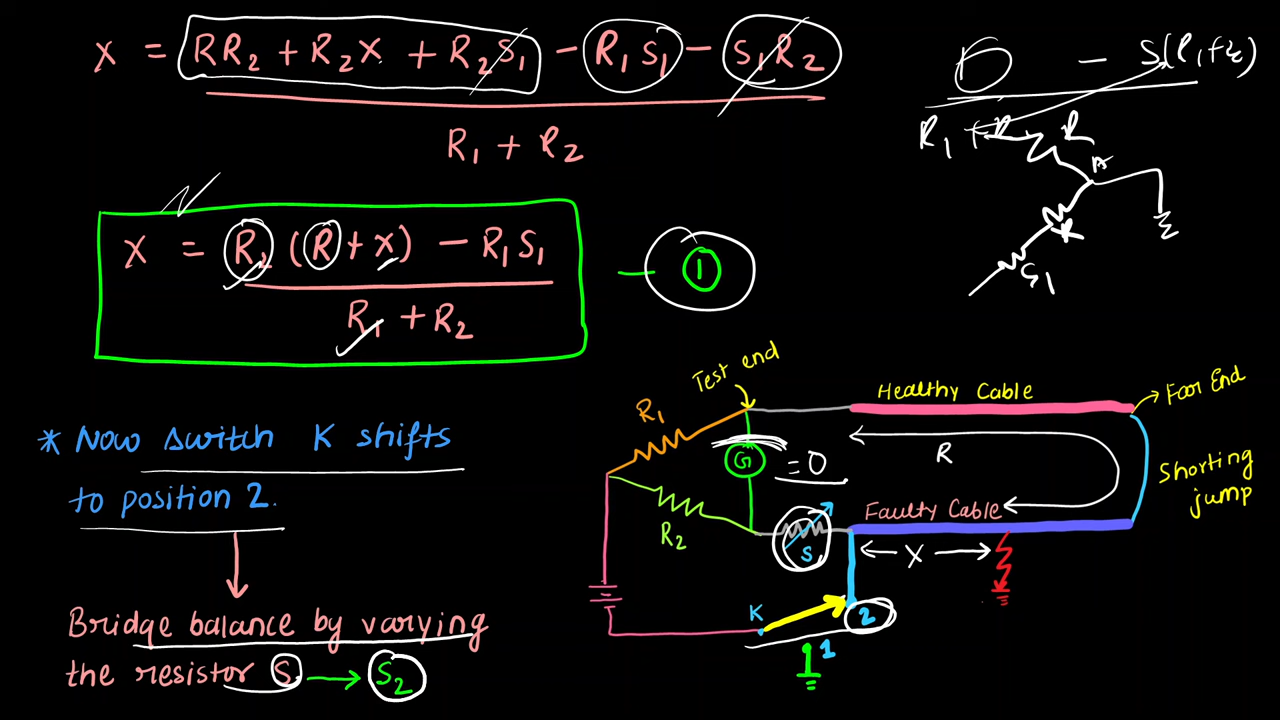 X = RR₂ + R₂X + R₂S₁ − R₁S₁ − S₁R₂
R₁ + R₂
− S(R₁+R₂)
R₁ + R
R
A
X
S₁
X = R₂ (R + X) − R₁S₁
R₁ + R₂
1
* Now switch K shifts
to position 2.
Bridge balance by varying
the resistor S → S₂
Test end
Healthy Cable
Far End
R₁
G
= 0
R
Shorting
jump
R₂
S
Faulty Cable
X
K
2
1